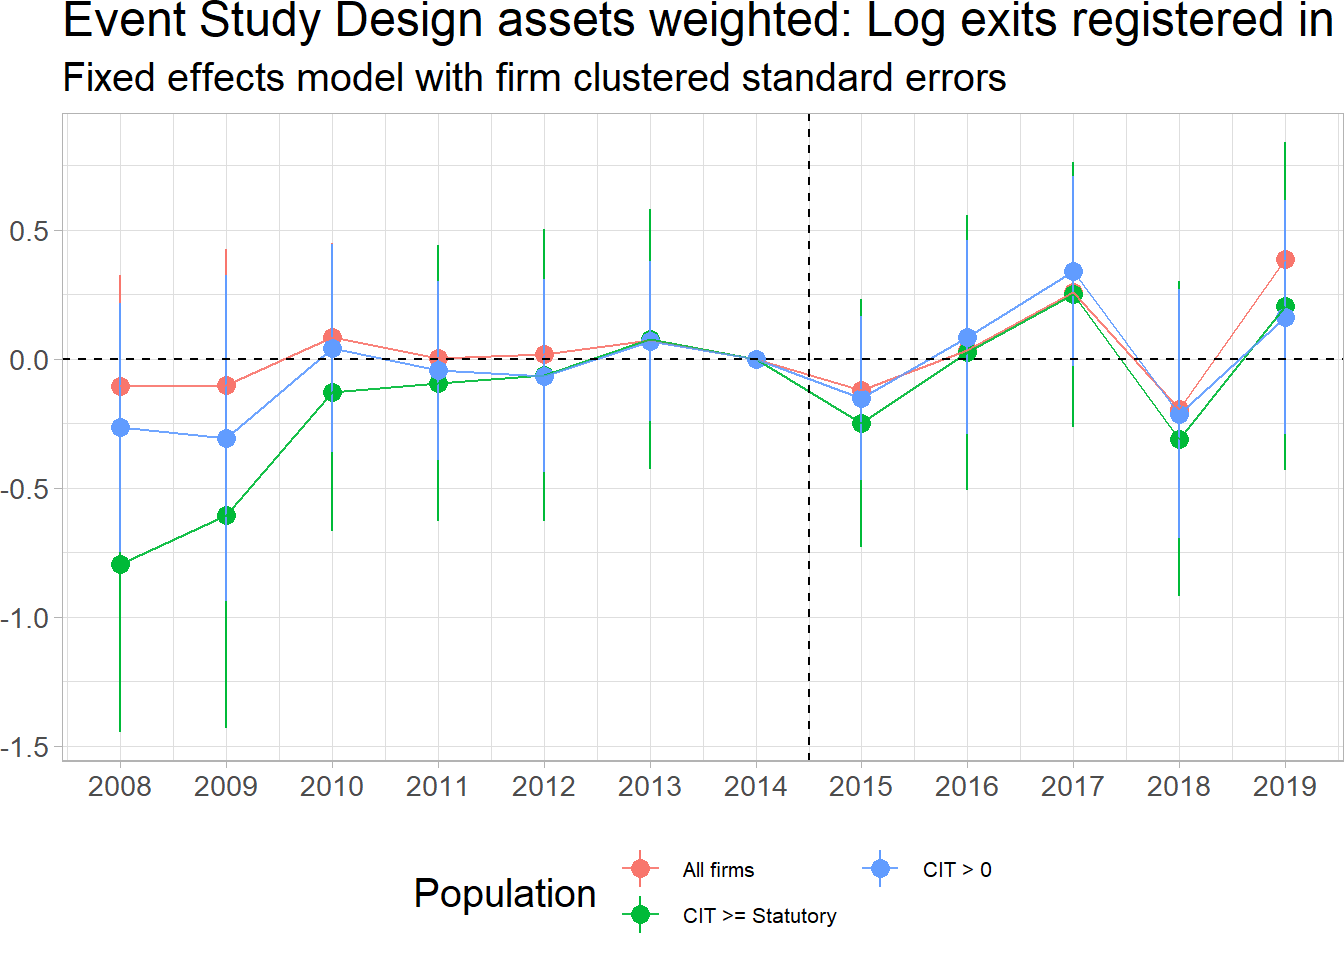 Event Study Design assets weighted: Log exits registered in
Fixed effects model with firm clustered standard errors
0.5
0.0
-0.5
-1.0
-1.5
2008 2009 2010 2011 2012 2013 2014 2015 2016 2017 2018 2019
Population
All firms
CIT > 0
CIT >= Statutory